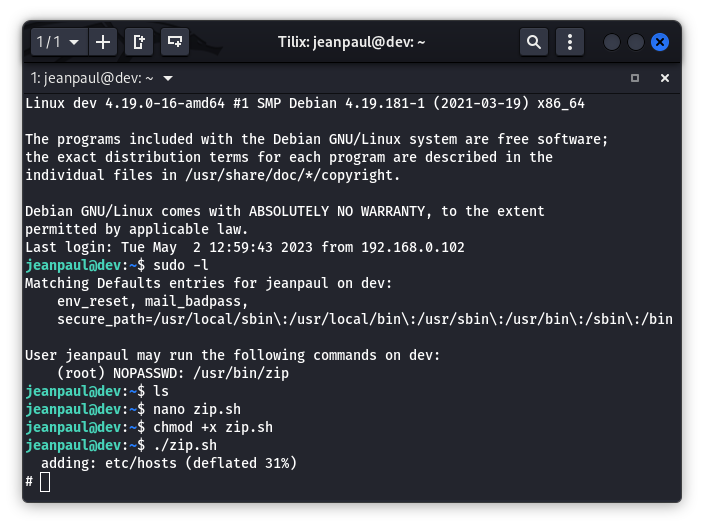 1/1
Tilix: jeanpaul@dev: ~
1: jeanpaul@dev: ~
Linux dev 4.19.0-16-amd64 #1 SMP Debian 4.19.181-1 (2021-03-19) x86_64
The programs included with the Debian GNU/Linux system are free software;
the exact distribution terms for each program are described in the
individual files in /usr/share/doc/*/copyright.
Debian GNU/Linux comes with ABSOLUTELY NO WARRANTY, to the extent
permitted by applicable law.
Last login: Tue May  2 12:59:43 2023 from 192.168.0.102
jeanpaul@dev:~$ sudo -l
Matching Defaults entries for jeanpaul on dev:
    env_reset, mail_badpass,
    secure_path=/usr/local/sbin\:/usr/local/bin\:/usr/sbin\:/usr/bin\:/sbin\:/bin
User jeanpaul may run the following commands on dev:
    (root) NOPASSWD: /usr/bin/zip
jeanpaul@dev:~$ ls
jeanpaul@dev:~$ nano zip.sh
jeanpaul@dev:~$ chmod +x zip.sh
jeanpaul@dev:~$ ./zip.sh
  adding: etc/hosts (deflated 31%)
#